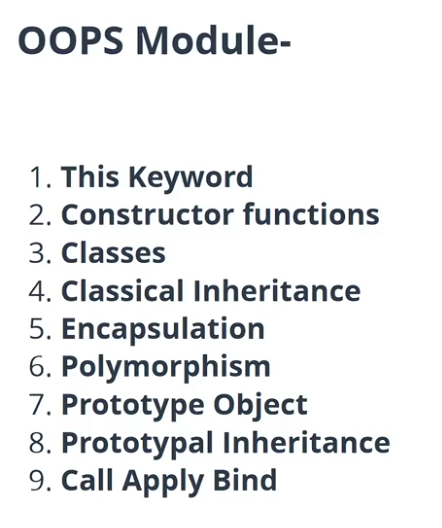 OOPS Module-
1. This Keyword
2. Constructor functions
3. Classes
4. Classical Inheritance
5. Encapsulation
6. Polymorphism
7. Prototype Object
8. Prototypal Inheritance
9. Call Apply Bind